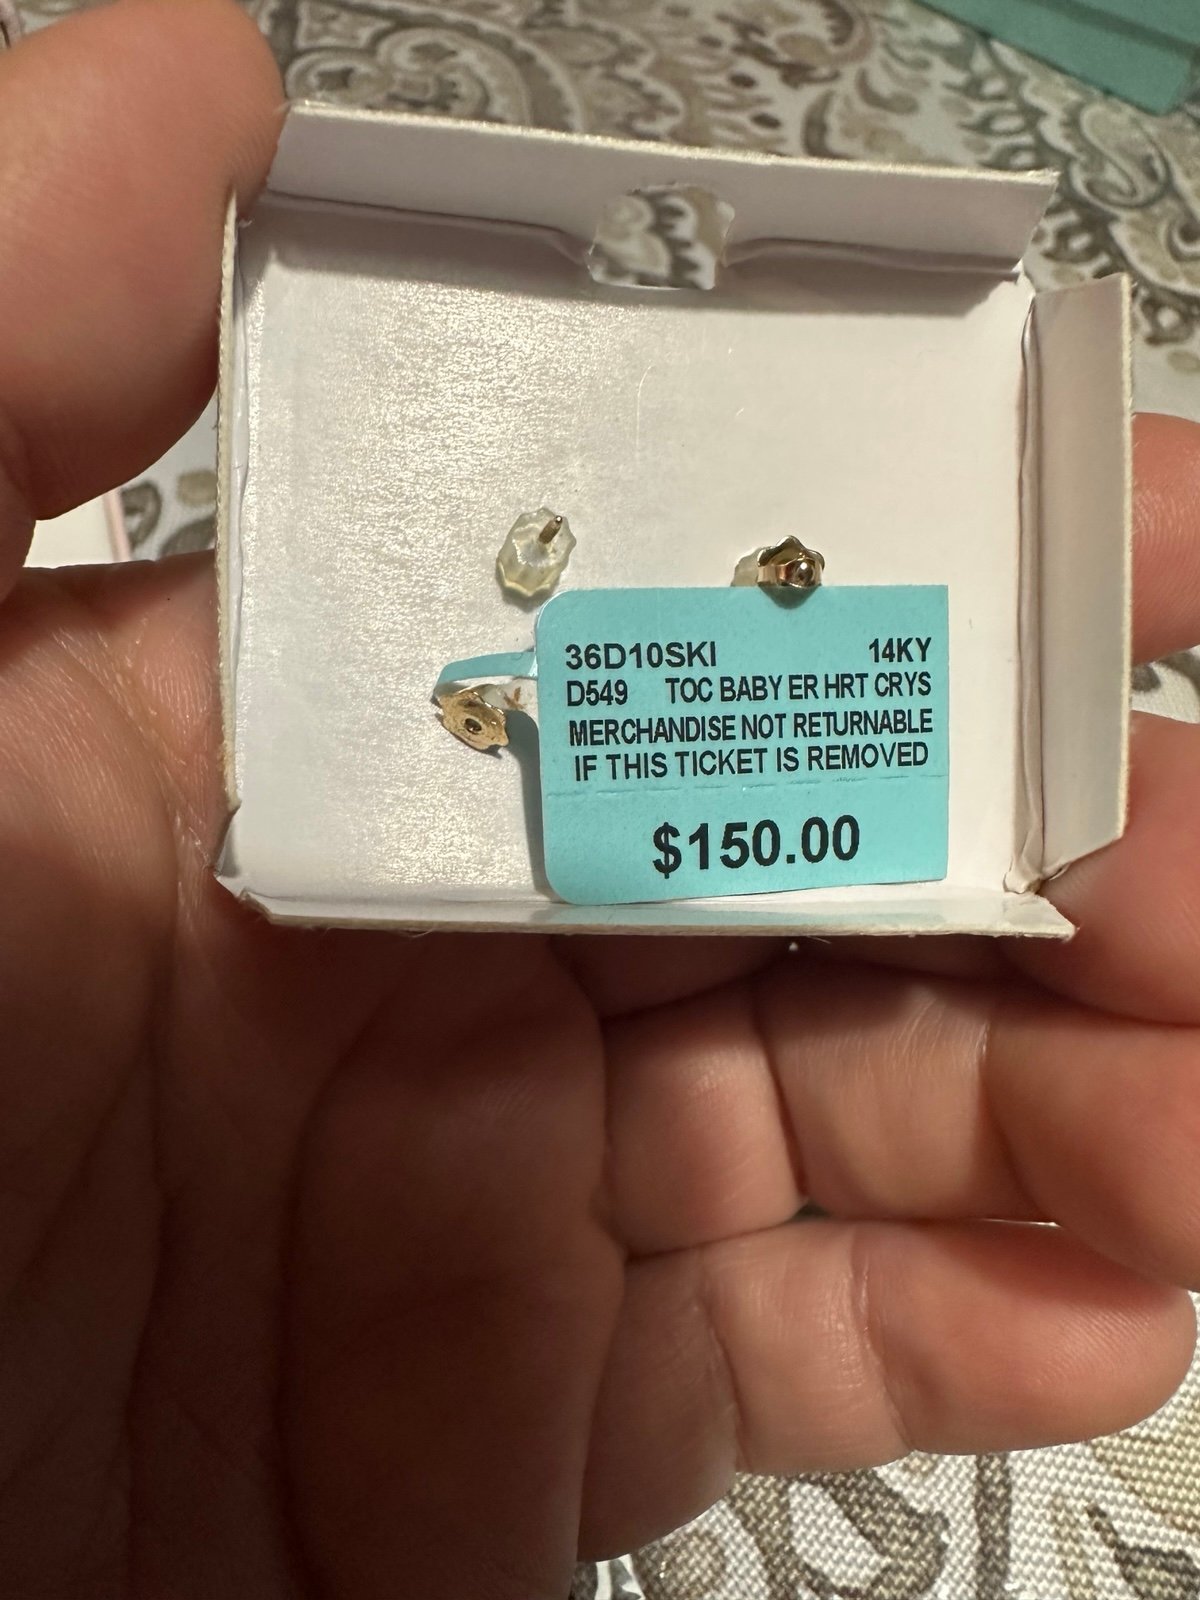 36D10SKI 14KY
D549 TOC BABY ER HRT CRYS
MERCHANDISE NOT RETURNABLE
IF THIS TICKET IS REMOVED
$150.00